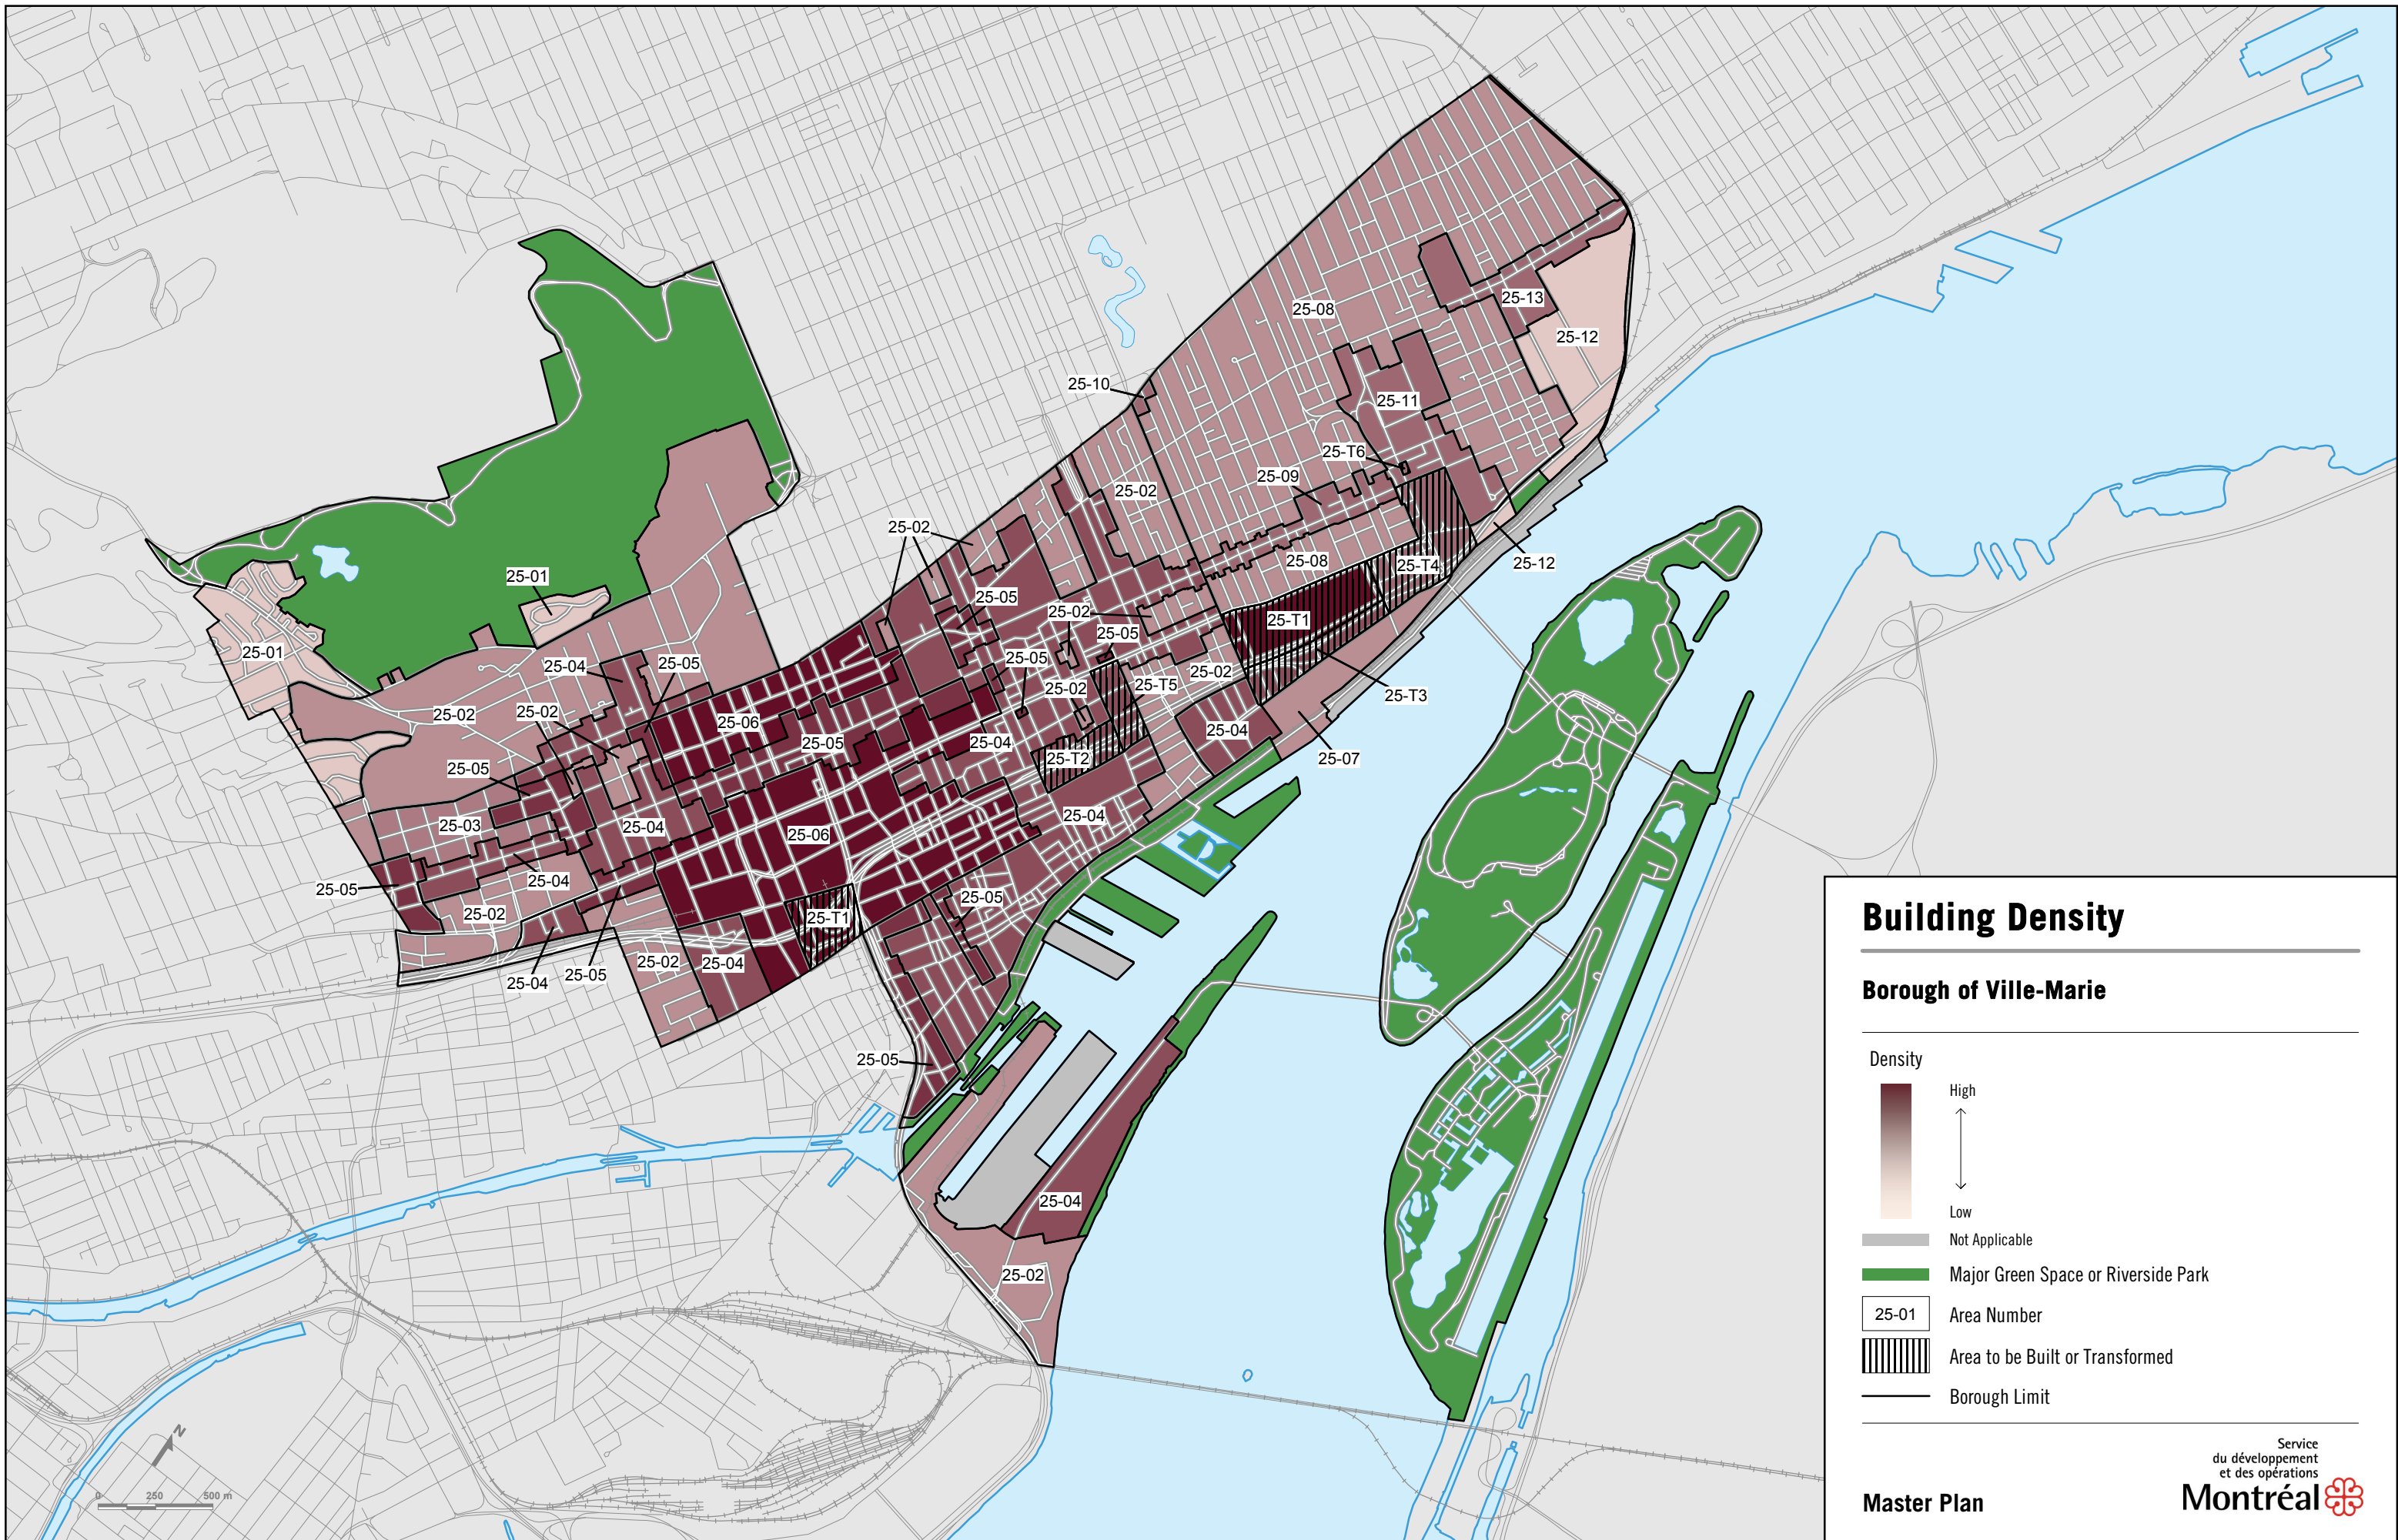 25-08
25-13
25-12
25-10
25-11
25-T6
25-09
25-02
25-02
25-12
25-08
25-T4
25-01
25-05
25-02
25-T1
25-05
25-01
25-04
25-05
25-05
25-02
25-T5
25-02
25-T3
25-02
25-02
25-06
25-05
25-04
25-04
25-T2
25-07
25-05
25-03
25-04
25-06
25-04
25-05
25-04
25-02
25-05
25-T1
25-02
25-04
25-05
25-04
25-05
25-04
25-02
N
0 250 500 m
Building Density
Borough of Ville-Marie
Density
High
Low
Not Applicable
Major Green Space or Riverside Park
25-01
Area Number
Area to be Built or Transformed
Borough Limit
Service
du développement
et des opérations
Montréal
Master Plan